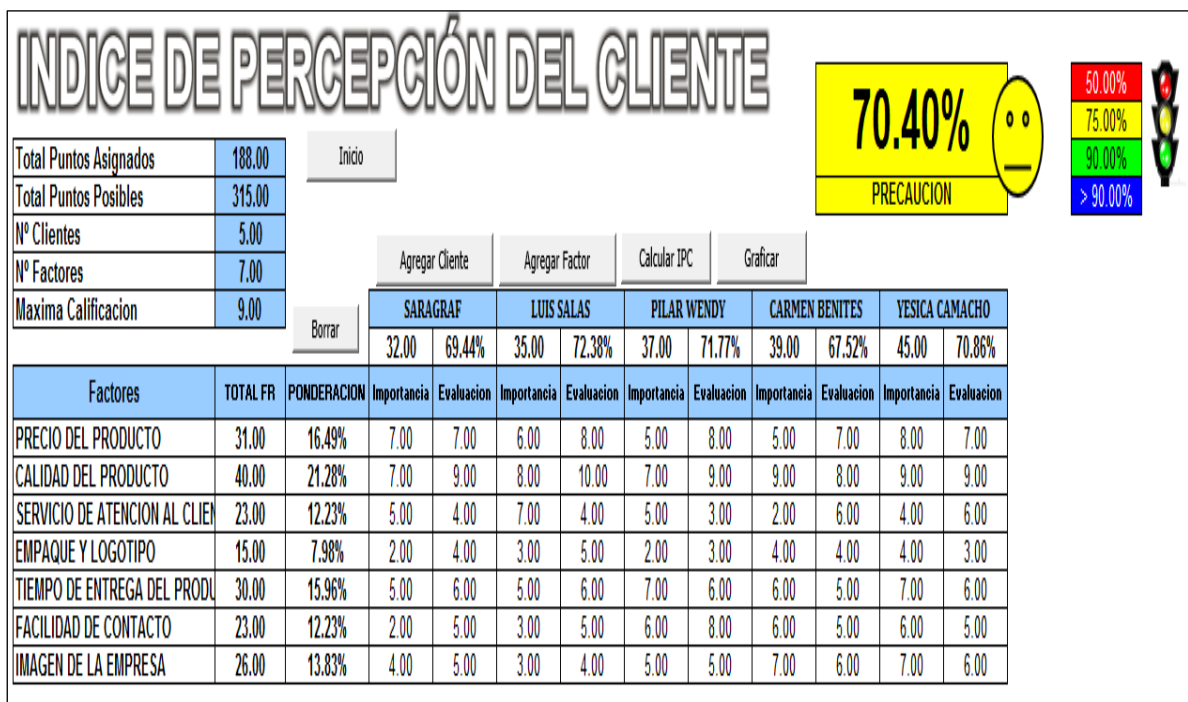 INDICE DE PERCEPCIÓN DEL CLIENTE
70.40%
PRECAUCION
50.00%
75.00%
90.00%
> 90.00%
Total Puntos Asignados 188.00
Total Puntos Posibles 315.00
Nº Clientes 5.00
Nº Factores 7.00
Maxima Calificacion 9.00
Inicio
Agregar Cliente Agregar Factor Calcular IPC Graficar
Borrar
SARAGRAF LUIS SALAS PILAR WENDY CARMEN BENITES YESICA CAMACHO
32.00 69.44% 35.00 72.38% 37.00 71.77% 39.00 67.52% 45.00 70.86%
Factores TOTAL FR PONDERACION Importancia Evaluacion Importancia Evaluacion Importancia Evaluacion Importancia Evaluacion Importancia Evaluacion
PRECIO DEL PRODUCTO 31.00 16.49% 7.00 7.00 6.00 8.00 5.00 8.00 5.00 7.00 8.00 7.00
CALIDAD DEL PRODUCTO 40.00 21.28% 7.00 9.00 8.00 10.00 7.00 9.00 9.00 8.00 9.00 9.00
SERVICIO DE ATENCION AL CLIEN 23.00 12.23% 5.00 4.00 7.00 4.00 5.00 3.00 2.00 6.00 4.00 6.00
EMPAQUE Y LOGOTIPO 15.00 7.98% 2.00 4.00 3.00 5.00 2.00 3.00 4.00 4.00 4.00 3.00
TIEMPO DE ENTREGA DEL PRODU 30.00 15.96% 5.00 6.00 5.00 6.00 7.00 6.00 6.00 5.00 7.00 6.00
FACILIDAD DE CONTACTO 23.00 12.23% 2.00 5.00 3.00 5.00 6.00 8.00 6.00 5.00 6.00 5.00
IMAGEN DE LA EMPRESA 26.00 13.83% 4.00 5.00 3.00 4.00 5.00 5.00 7.00 6.00 7.00 6.00